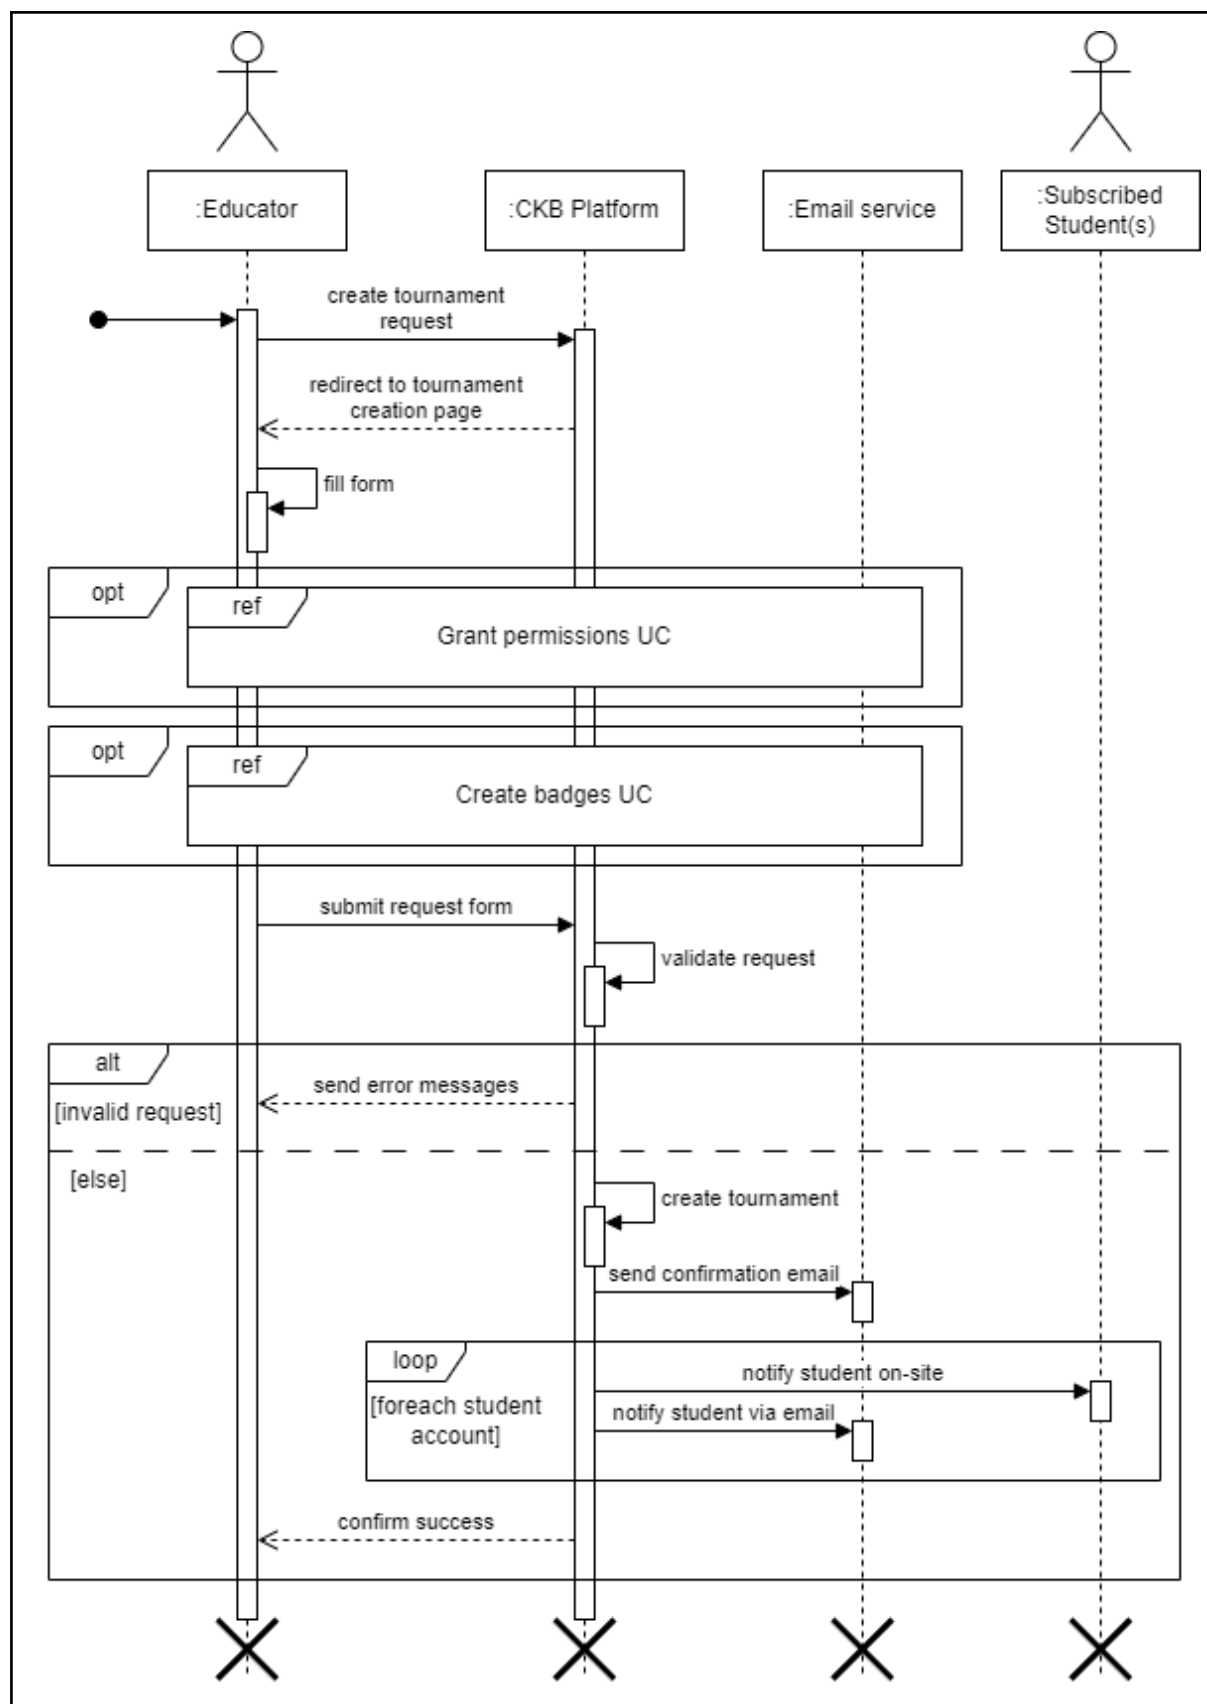 :Educator
:CKB Platform
:Email service
:Subscribed
Student(s)
create tournament
request
redirect to tournament
creation page
fill form
opt
ref
Grant permissions UC
opt
ref
Create badges UC
submit request form
validate request
alt
[invalid request]
send error messages
[else]
create tournament
send confirmation email
loop
[foreach student
account]
notify student on-site
notify student via email
confirm success